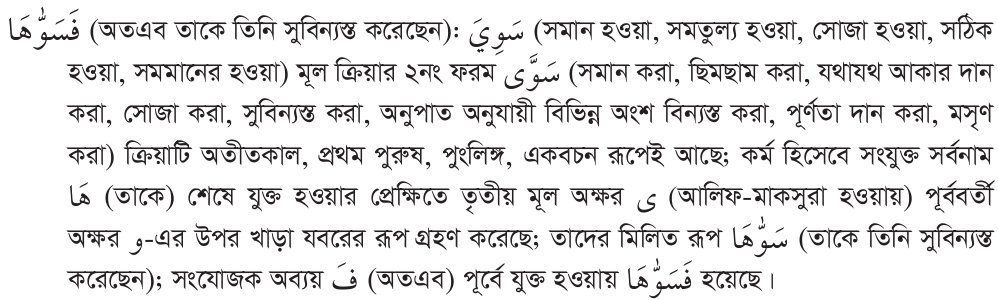 فَسَوّٰىهَا (অতএব তাকে তিনি সুবিন্যস্ত করেছেন): سَوِيَ (সমান হওয়া, সমতুল্য হওয়া, সোজা হওয়া, সঠিক
হওয়া, সমমানের হওয়া) মূল ক্রিয়ার ২নং ফরম سَوَّى (সমান করা, ছিমছাম করা, যথাযথ আকার দান
করা, সোজা করা, সুবিন্যস্ত করা, অনুপাত অনুযায়ী বিভিন্ন অংশ বিন্যস্ত করা, পূর্ণতা দান করা, মসৃণ
করা) ক্রিয়াটি অতীতকাল, প্রথম পুরুষ, পুংলিঙ্গ, একবচন রূপেই আছে; কর্ম হিসেবে সংযুক্ত সর্বনাম
هَا (তাকে) শেষে যুক্ত হওয়ার প্রেক্ষিতে তৃতীয় মূল অক্ষর ى (আলিফ-মাকসুরা হওয়ায়) পূর্ববর্তী
অক্ষর و-এর উপর খাড়া যবরের রূপ গ্রহণ করেছে; তাদের মিলিত রূপ سَوّٰهَا (তাকে তিনি সুবিন্যস্ত
করেছেন); সংযোজক অব্যয় فَ (অতএব) পূর্বে যুক্ত হওয়ায় فَسَوّٰهَا হয়েছে।